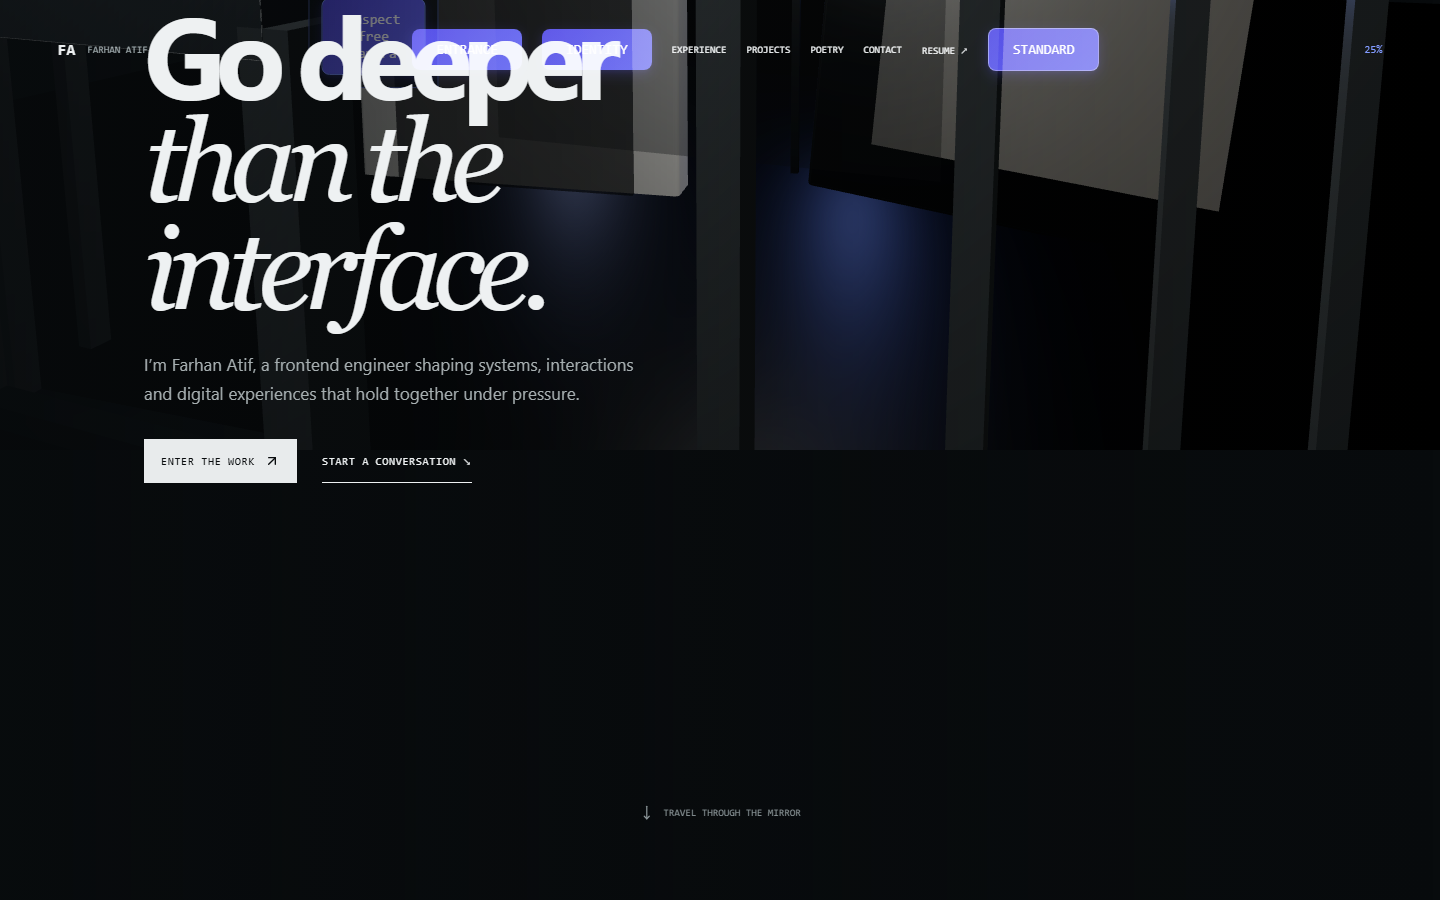 FA FARHAN ATIF
EXPERIENCE PROJECTS POETRY CONTACT RESUME ↗ STANDARD 25%
Go deeper
than the
interface.
I’m Farhan Atif, a frontend engineer shaping systems, interactions
and digital experiences that hold together under pressure.
ENTER THE WORK ↗ START A CONVERSATION ↘
↓ TRAVEL THROUGH THE MIRROR